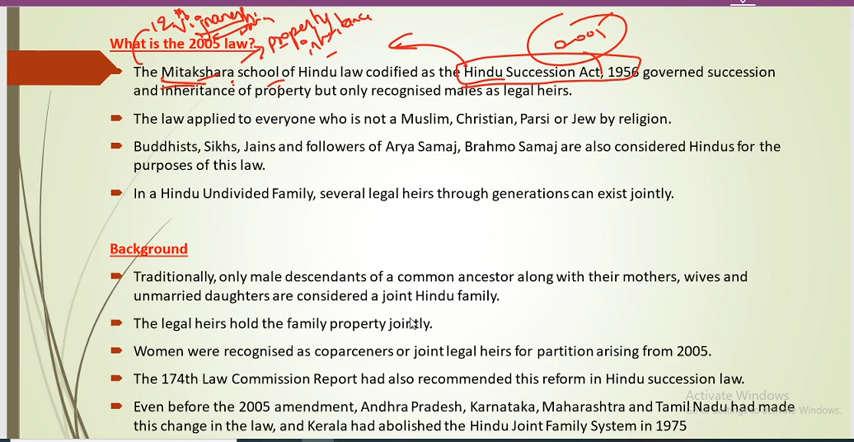 property
inheritance
What is the 2005 law?
The Mitakshara school of Hindu law codified as the Hindu Succession Act, 1956 governed succession
and inheritance of property but only recognised males as legal heirs.
The law applied to everyone who is not a Muslim, Christian, Parsi or Jew by religion.
Buddhists, Sikhs, Jains and followers of Arya Samaj, Brahmo Samaj are also considered Hindus for the
purposes of this law.
In a Hindu Undivided Family, several legal heirs through generations can exist jointly.
Background
Traditionally, only male descendants of a common ancestor along with their mothers, wives and
unmarried daughters are considered a joint Hindu family.
The legal heirs hold the family property jointly.
Women were recognised as coparceners or joint legal heirs for partition arising from 2005.
The 174th Law Commission Report had also recommended this reform in Hindu succession law.
Activate Windows
Even before the 2005 amendment, Andhra Pradesh, Karnataka, Maharashtra and Tamil Nadu had made
this change in the law, and Kerala had abolished the Hindu Joint Family System in 1975